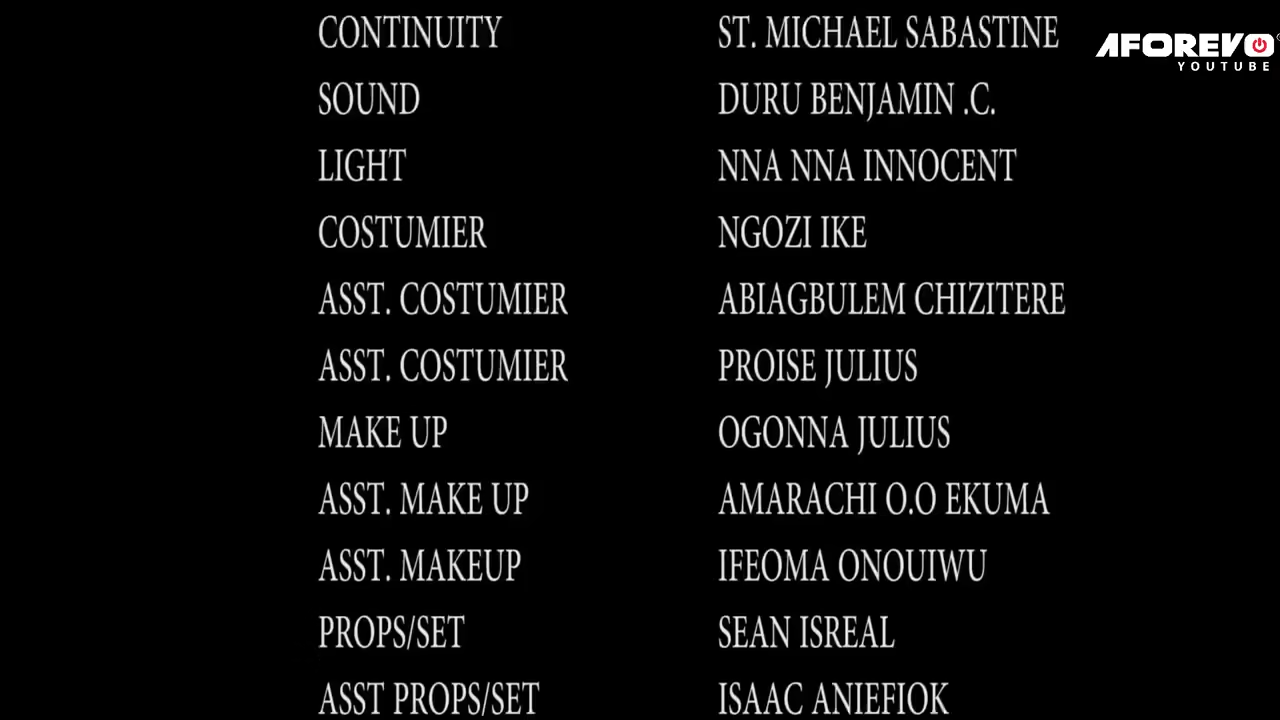 CONTINUITY ST. MICHAEL SABASTINE
SOUND DURU BENJAMIN .C.
LIGHT NNA NNA INNOCENT
COSTUMIER NGOZI IKE
ASST. COSTUMIER ABIAGBULEM CHIZITERE
ASST. COSTUMIER PROISE JULIUS
MAKE UP OGONNA JULIUS
ASST. MAKE UP AMARACHI O.O EKUMA
ASST. MAKEUP IFEOMA ONOUIWU
PROPS/SET SEAN ISREAL
ASST PROPS/SET ISAAC ANIEFIOK
AFOREVO
YOUTUBE